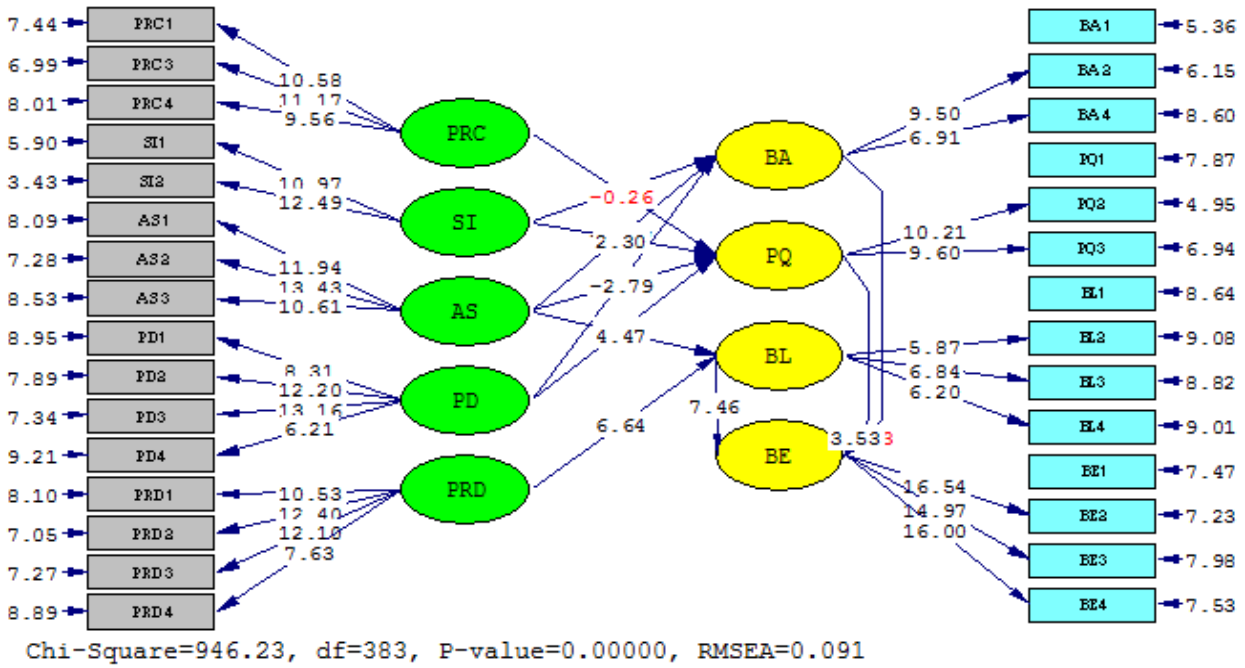 7.44 PRC1
6.99 PRC3
8.01 PRC4
5.90 SI1
3.43 SI2
8.09 AS1
7.28 AS2
8.53 AS3
8.95 PD1
7.89 PD2
7.34 PD3
9.21 PD4
8.10 PRD1
7.05 PRD2
7.27 PRD3
8.89 PRD4
10.58
11.17
9.56
10.97
12.49
11.94
13.43
10.61
8.31
12.20
13.16
6.21
10.53
12.40
12.10
7.63
PRC
SI
AS
PD
PRD
-0.26
2.30
-2.79
4.47
6.64
BA
PQ
BL
7.46
BE
3.53
9.50
6.91
10.21
9.60
5.87
6.84
6.20
16.54
14.97
16.00
BA1 5.36
BA2 6.15
BA4 8.60
PQ1 7.87
PQ2 4.95
PQ3 6.94
BL1 8.64
BL2 9.08
BL3 8.82
BL4 9.01
BE1 7.47
BE2 7.23
BE3 7.98
BE4 7.53
Chi-Square=946.23, df=383, P-value=0.00000, RMSEA=0.091